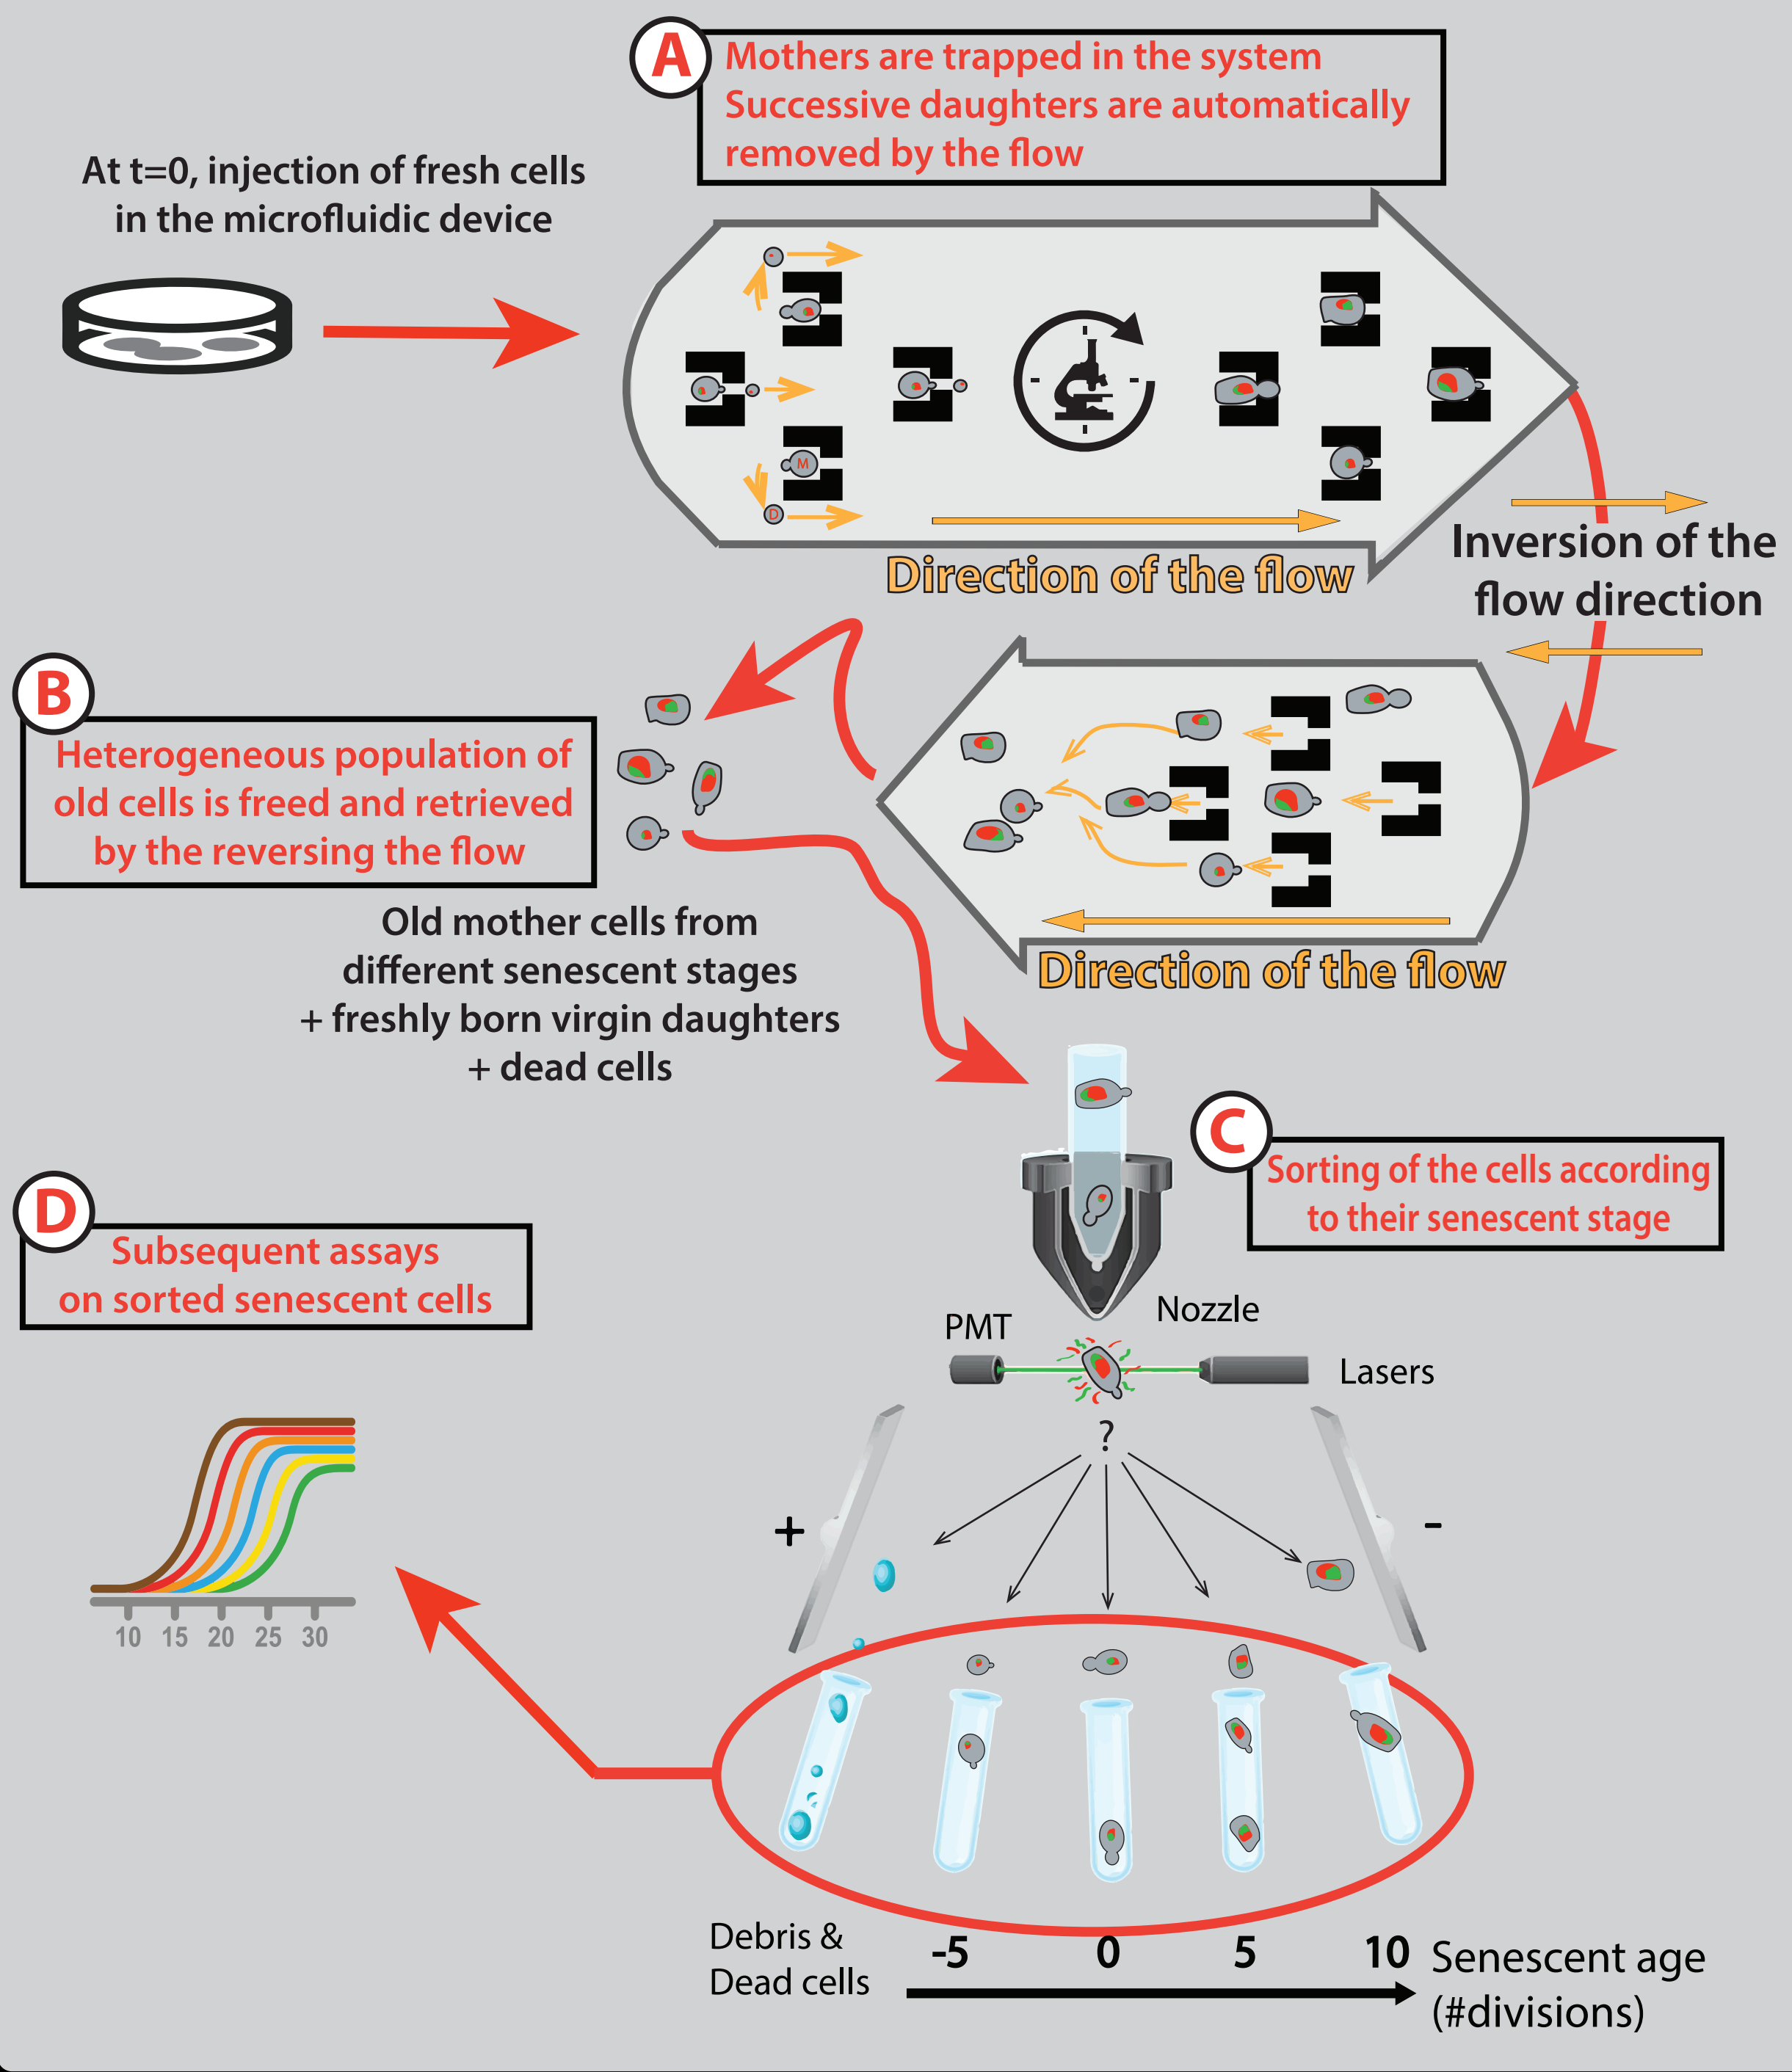 A
Mothers are trapped in the system
Successive daughters are automatically
removed by the flow
At t=0, injection of fresh cells
in the microfluidic device
M
D
Direction of the flow
Inversion of the
flow direction
B
Heterogeneous population of
old cells is freed and retrieved
by the reversing the flow
Direction of the flow
Old mother cells from
different senescent stages
+ freshly born virgin daughters
+ dead cells
C
Sorting of the cells according
to their senescent stage
D
Subsequent assays
on sorted senescent cells
Nozzle
PMT
Lasers
?
+
-
10 15 20 25 30
Debris &
Dead cells
-5 0 5 10
Senescent age
(#divisions)